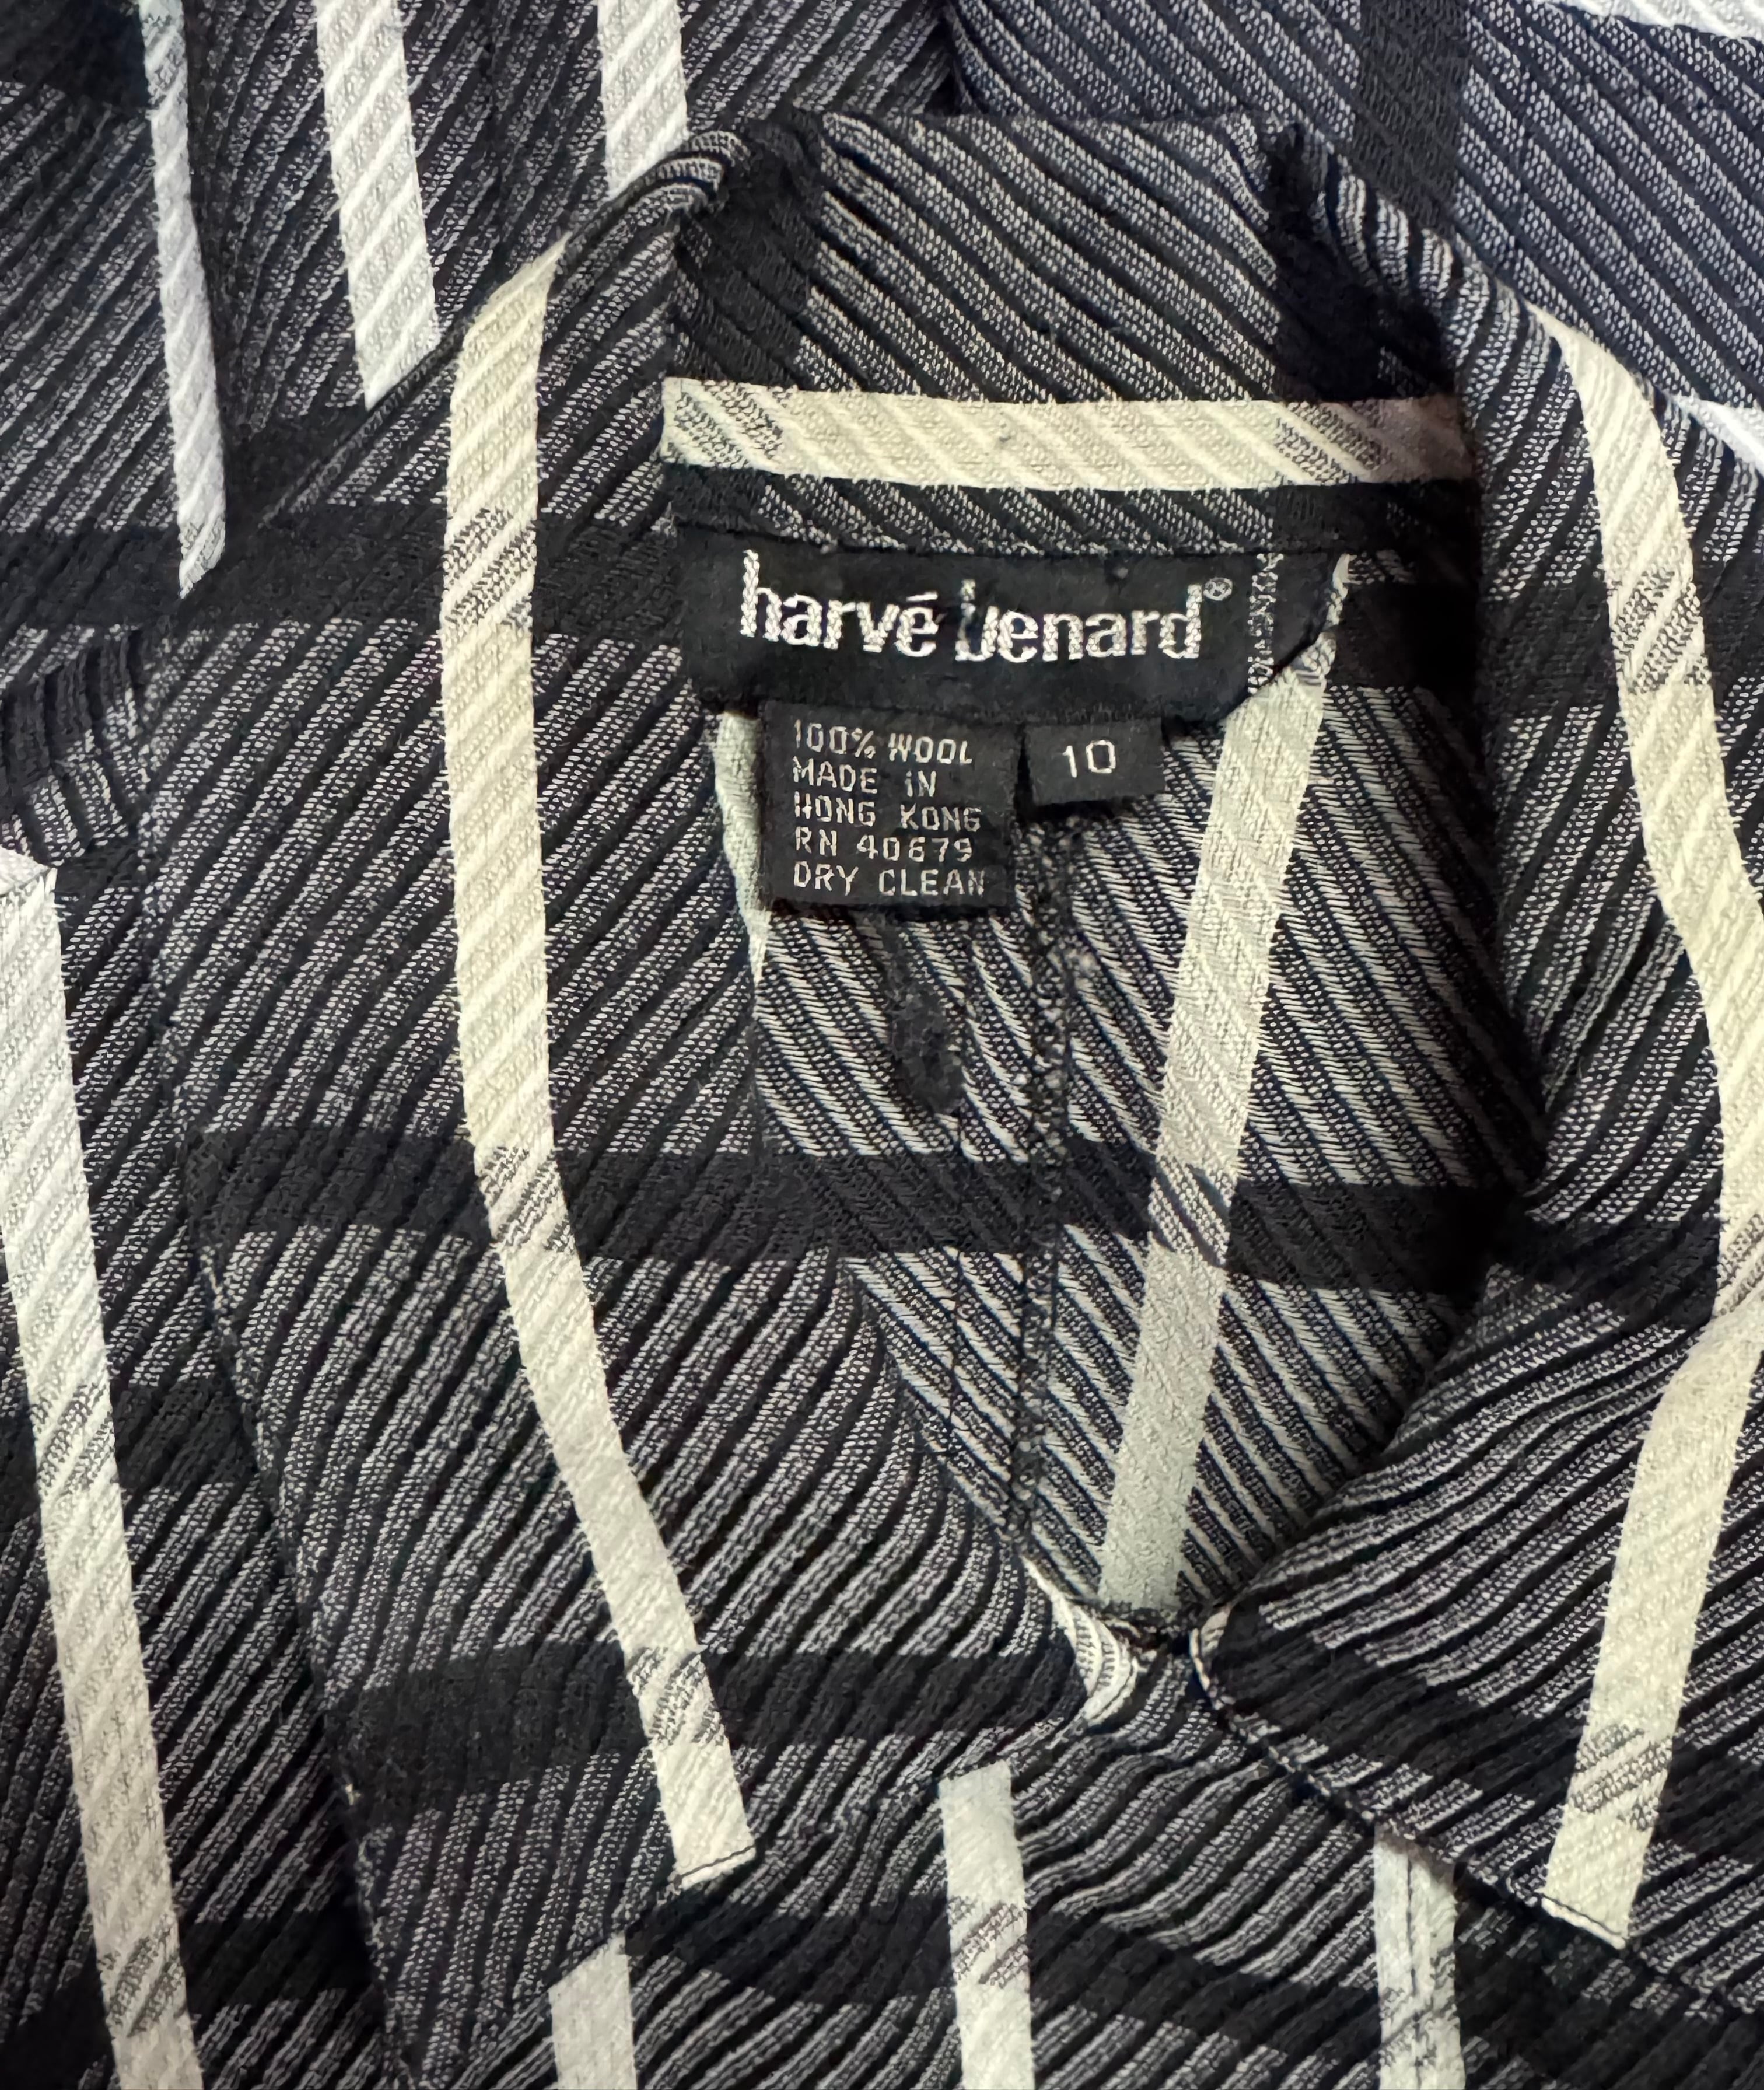 harvé benard®
100% WOOL
MADE IN
HONG KONG
RN 40679
DRY CLEAN
10